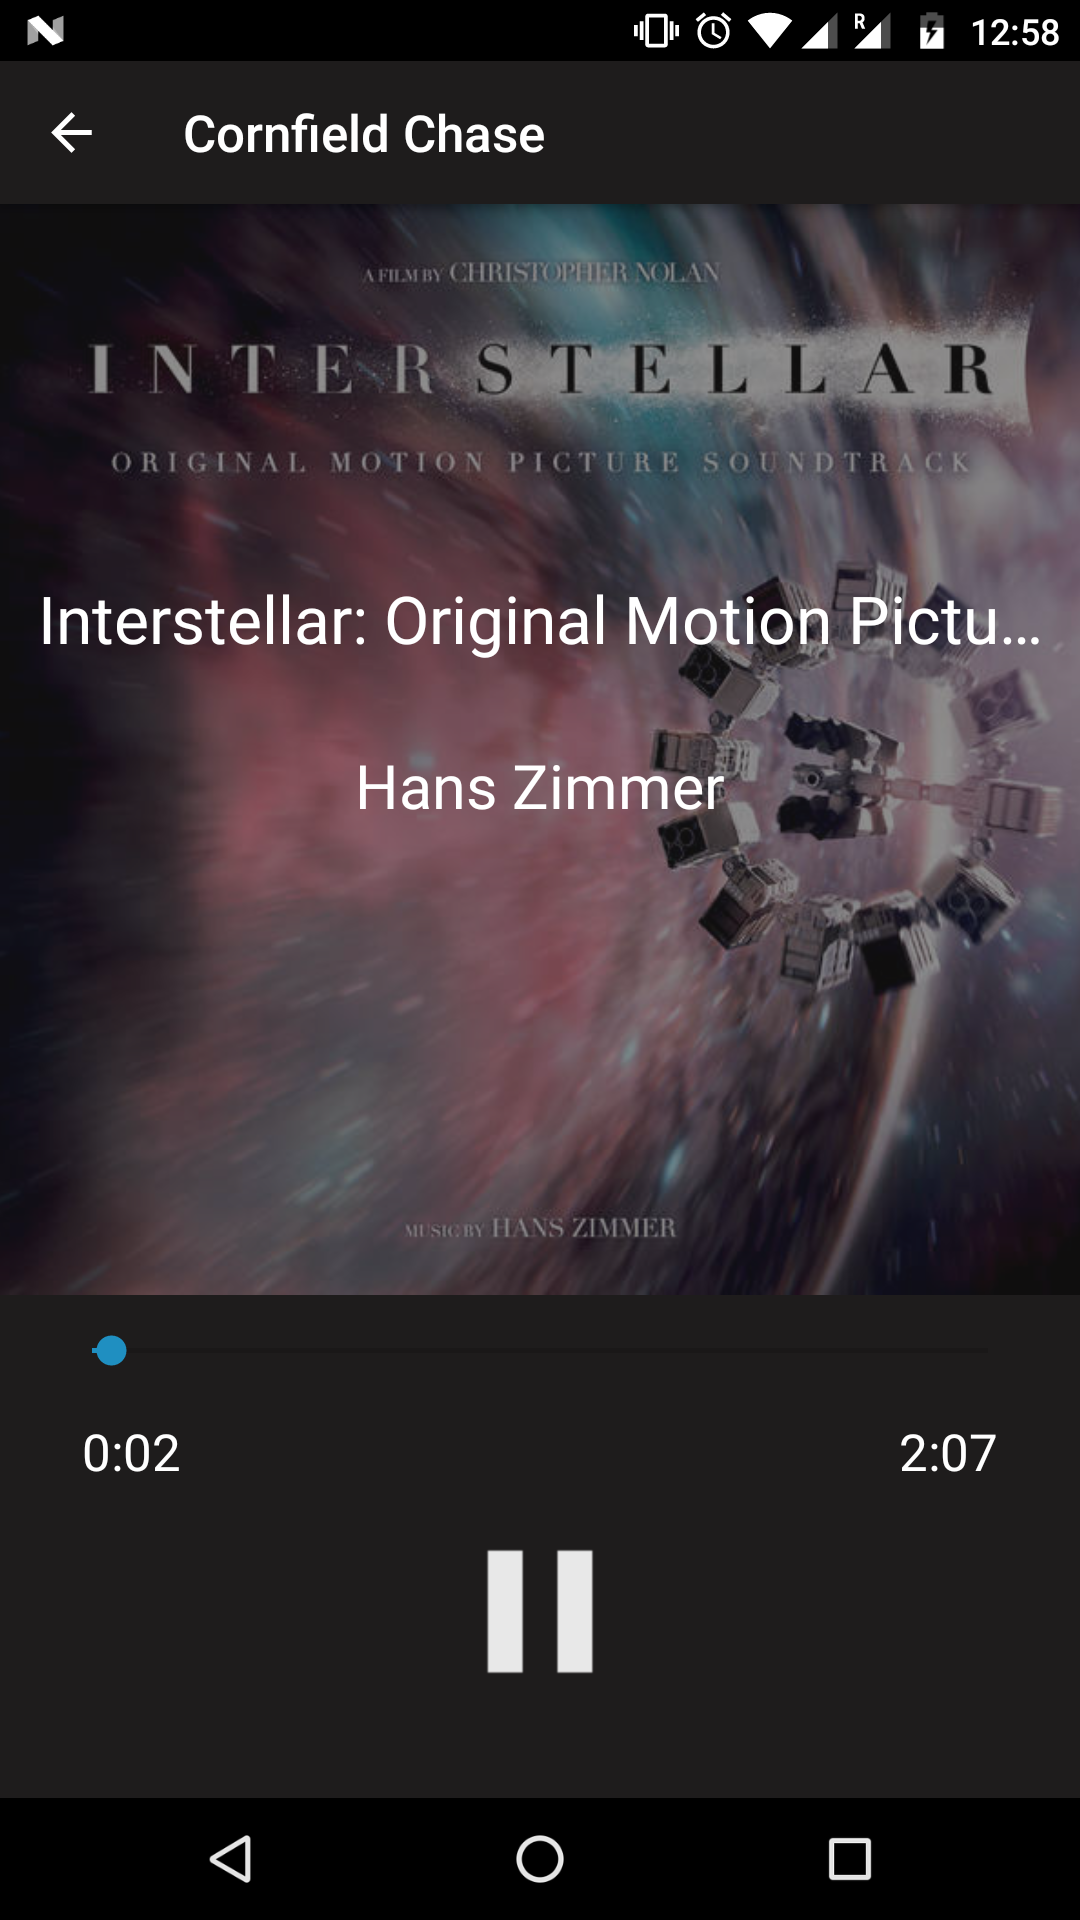 R 12:58
Cornfield Chase
A FILM BY CHRISTOPHER NOLAN
INTERSTELLAR
ORIGINAL MOTION PICTURE SOUNDTRACK
Interstellar: Original Motion Pictu...
Hans Zimmer
MUSIC BY HANS ZIMMER
0:02 2:07